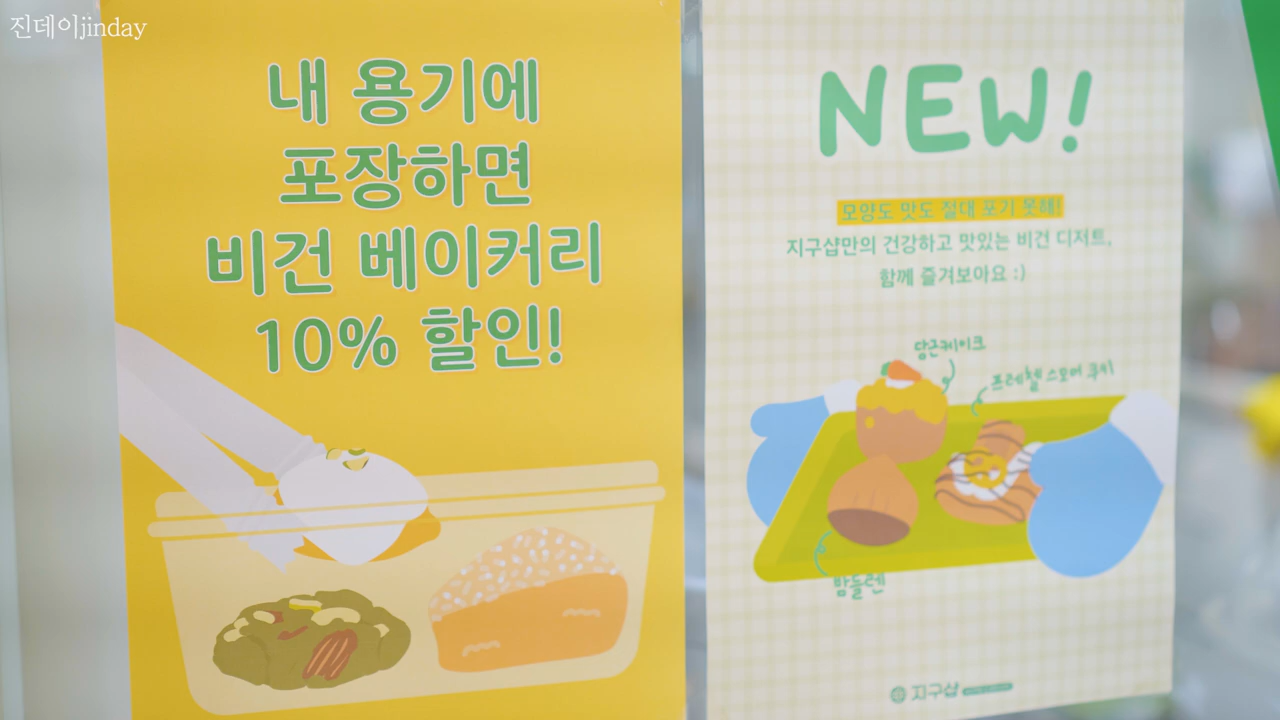 진데이jinday
내 용기에
포장하면
비건 베이커리
10% 할인!
NEW!
모양도 맛도 절대 포기 못해!
지구샵만의 건강하고 맛있는 비건 디저트,
함께 즐겨보아요 :)
당근케이크
프레첼 스모어 쿠키
밤들렌
지구샵